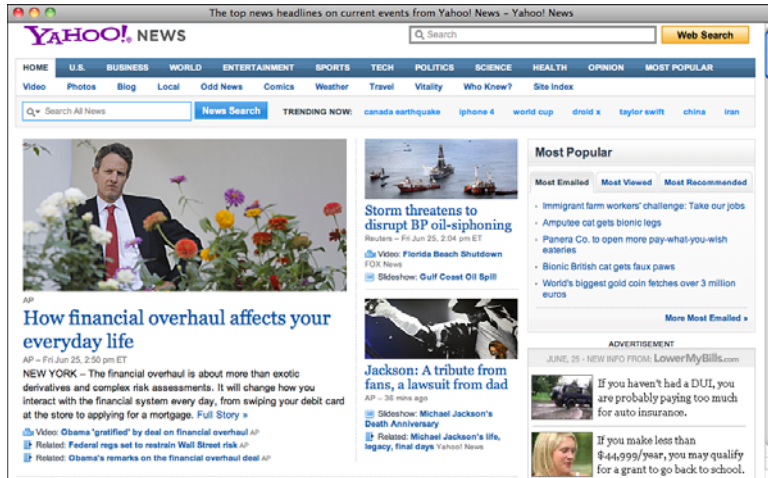 The top news headlines on current events from Yahoo! News – Yahoo! News
YAHOO! NEWS
Search
Web Search
HOME U.S. BUSINESS WORLD ENTERTAINMENT SPORTS TECH POLITICS SCIENCE HEALTH OPINION MOST POPULAR
Video Photos Blog Local Odd News Comics Weather Travel Vitality Who Knew? Site Index
Search All News
News Search
TRENDING NOW: canada earthquake iphone 4 world cup droid x taylor swift china iran
AP
How financial overhaul affects your
everyday life
AP – Fri Jun 25, 2:50 pm ET
NEW YORK – The financial overhaul is about more than exotic
derivatives and complex risk assessments. It will change how you
interact with the financial system every day, from swiping your debit card
at the store to applying for a mortgage. Full Story »
Video: Obama 'gratified' by deal on financial overhaul AP
Related: Federal regs set to restrain Wall Street risk AP
Related: Obama's remarks on the financial overhaul deal AP
Storm threatens to
disrupt BP oil-siphoning
Reuters – Fri Jun 25, 2:04 pm ET
Video: Florida Beach Shutdown
FOX News
Slideshow: Gulf Coast Oil Spill
Jackson: A tribute from
fans, a lawsuit from dad
AP – 36 mins ago
Slideshow: Michael Jackson's
Death Anniversary
Related: Michael Jackson's life,
legacy, final days Yahoo! News
Most Popular
Most Emailed Most Viewed Most Recommended
Immigrant farm workers' challenge: Take our jobs
Amputee cat gets bionic legs
Panera Co. to open more pay-what-you-wish
eateries
Bionic British cat gets faux paws
World's biggest gold coin fetches over 3 million
euros
More Most Emailed »
ADVERTISEMENT
JUNE, 25 - NEW INFO FROM: LowerMyBills.com
If you haven't had a DUI, you
are probably paying too much
for auto insurance.
If you make less than
$44,999/year, you may qualify
for a grant to go back to school.